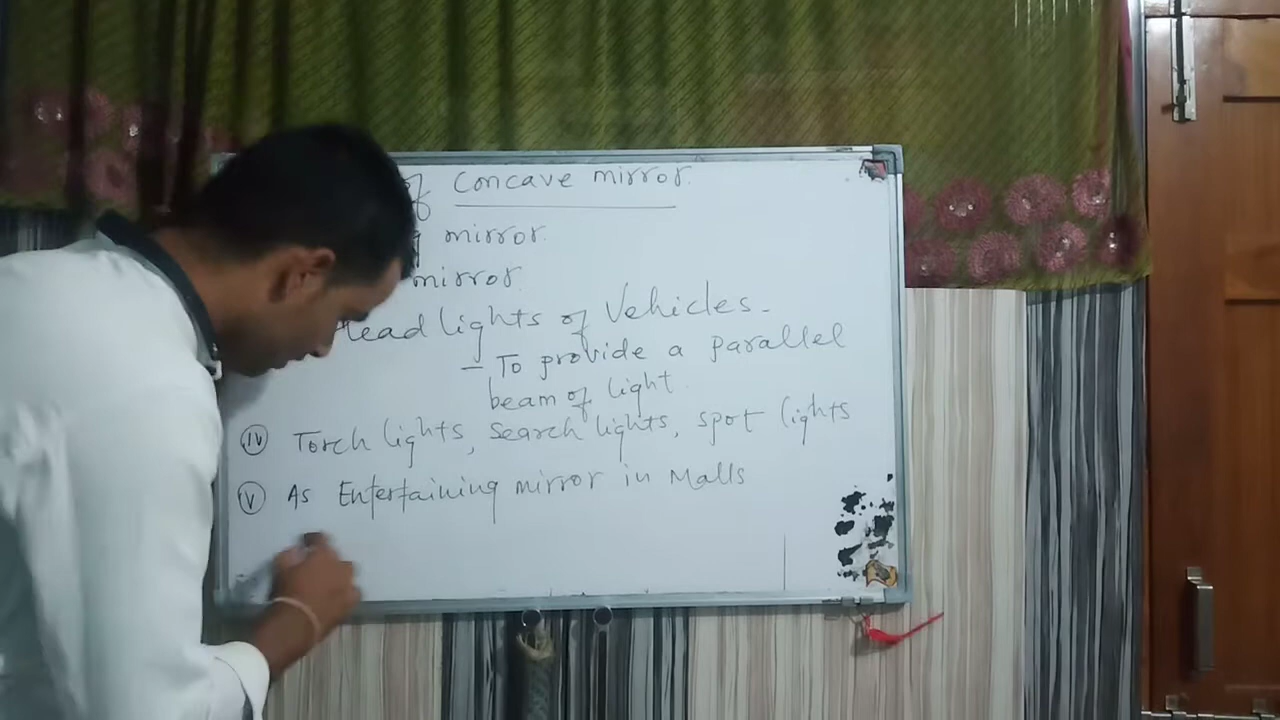 of Concave mirror.
mirror.
mirror.
Head lights of Vehicles.
- To provide a parallel
beam of light.
(IV) Torch lights, Search lights, spot lights
(V) As Entertaining mirror in Malls